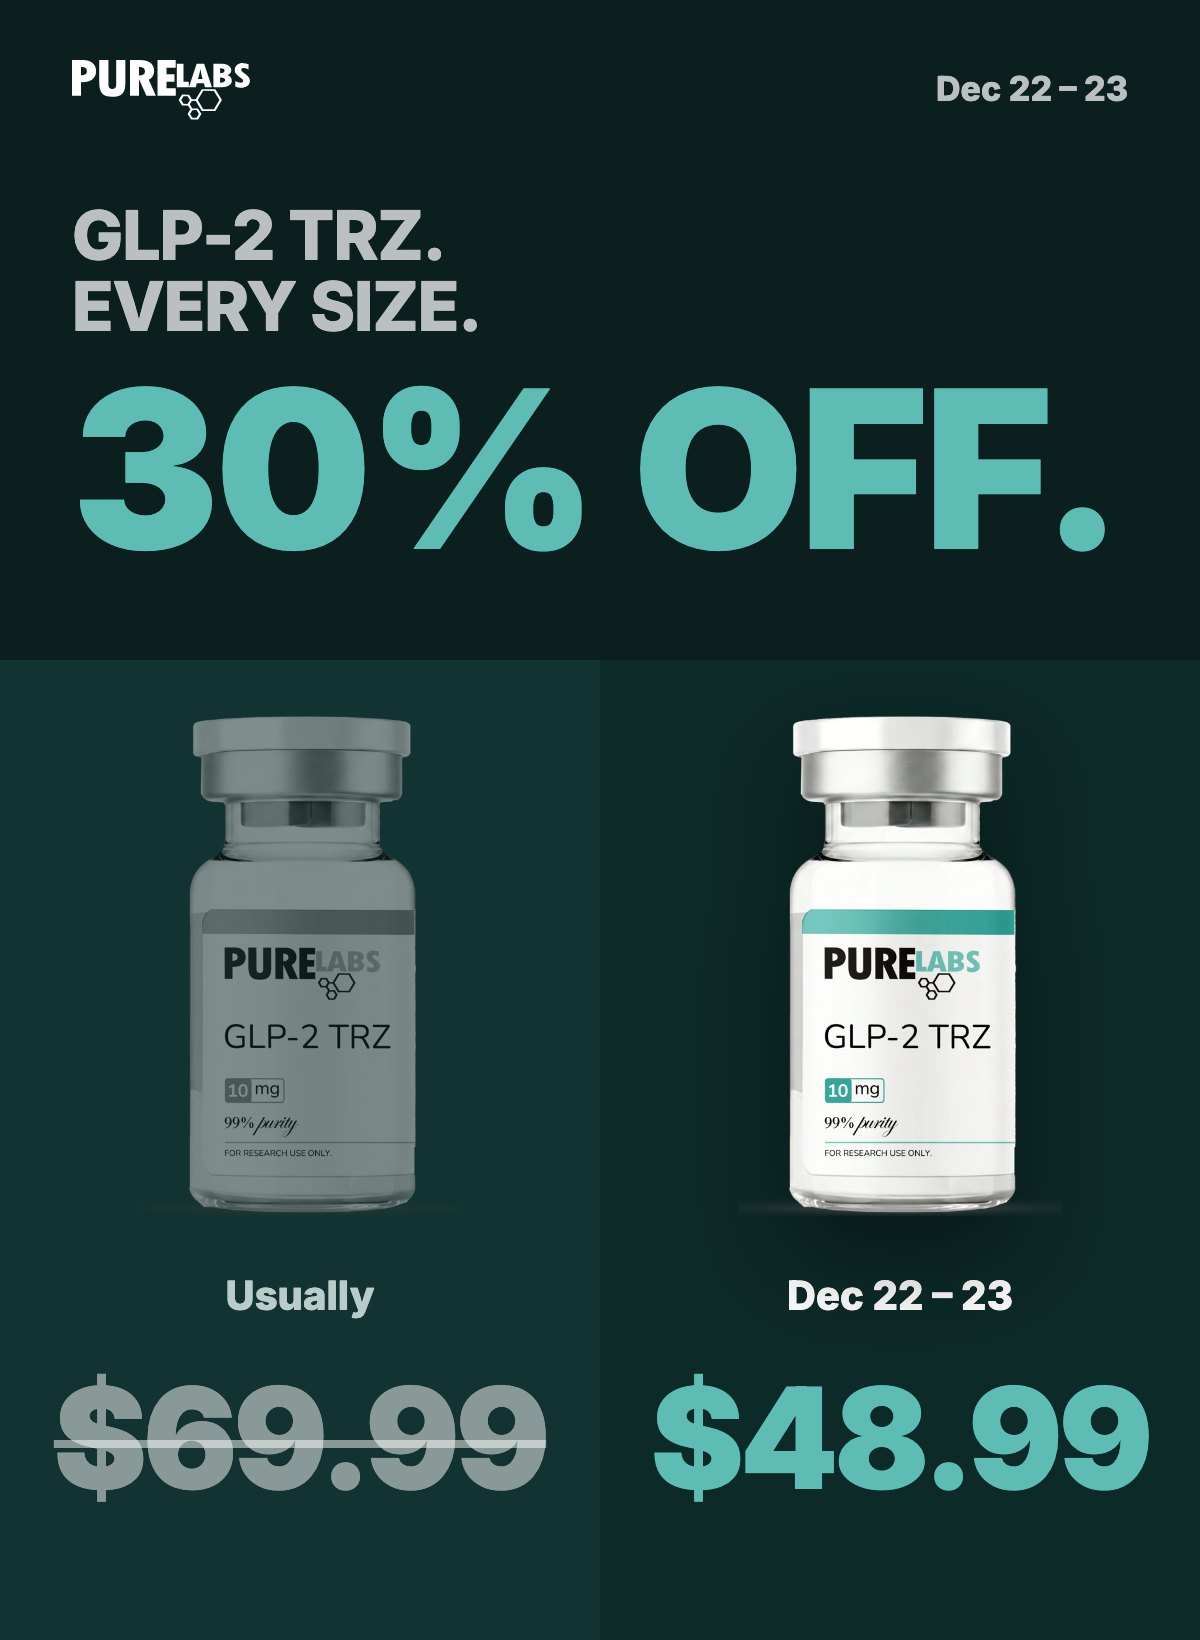 PURELABS
Dec 22 – 23
GLP-2 TRZ.
EVERY SIZE.
30% OFF.
PURELABS
GLP-2 TRZ
10 mg
99% purity
FOR RESEARCH USE ONLY.
Usually
$69.99
PURELABS
GLP-2 TRZ
10 mg
99% purity
FOR RESEARCH USE ONLY.
Dec 22 – 23
$48.99